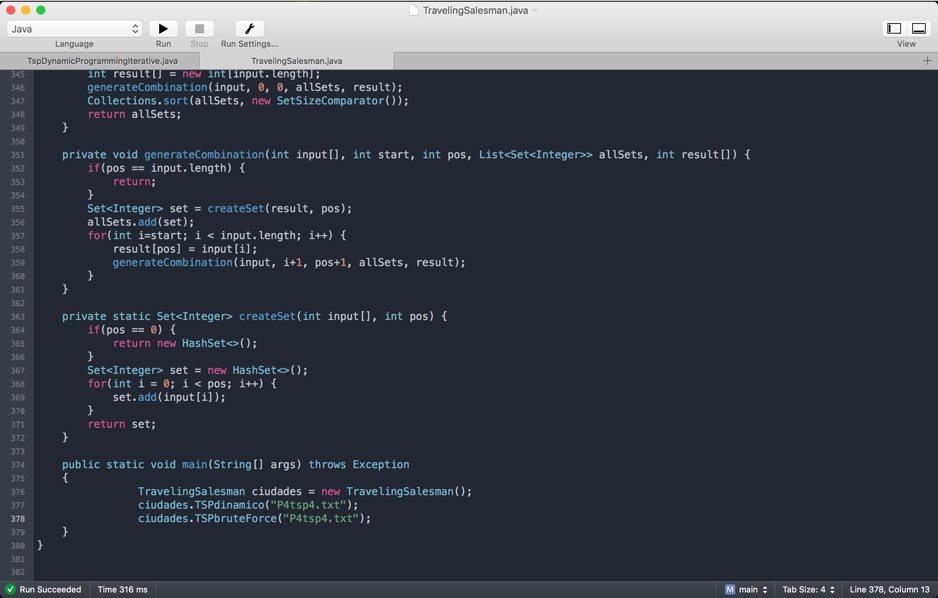 TravelingSalesman.java
Java
Language
Run
Stop
Run Settings...
View
TspDynamicProgrammingIterative.java
TravelingSalesman.java
345 int result[] = new int[input.length];
346 generateCombination(input, 0, 0, allSets, result);
347 Collections.sort(allSets, new SetSizeComparator());
348 return allSets;
349 }
350
351 private void generateCombination(int input[], int start, int pos, List<Set<Integer>> allSets, int result[]) {
352 if(pos == input.length) {
353 return;
354 }
355 Set<Integer> set = createSet(result, pos);
356 allSets.add(set);
357 for(int i=start; i < input.length; i++) {
358 result[pos] = input[i];
359 generateCombination(input, i+1, pos+1, allSets, result);
360 }
361 }
362
363 private static Set<Integer> createSet(int input[], int pos) {
364 if(pos == 0) {
365 return new HashSet<>();
366 }
367 Set<Integer> set = new HashSet<>();
368 for(int i = 0; i < pos; i++) {
369 set.add(input[i]);
370 }
371 return set;
372 }
373
374 public static void main(String[] args) throws Exception
375 {
376 TravelingSalesman ciudades = new TravelingSalesman();
377 ciudades.TSPdinamico("P4tsp4.txt");
378 ciudades.TSPbruteForce("P4tsp4.txt");
379 }
380 }
381
382
Run Succeeded Time 316 ms M main Tab Size: 4 Line 378, Column 13